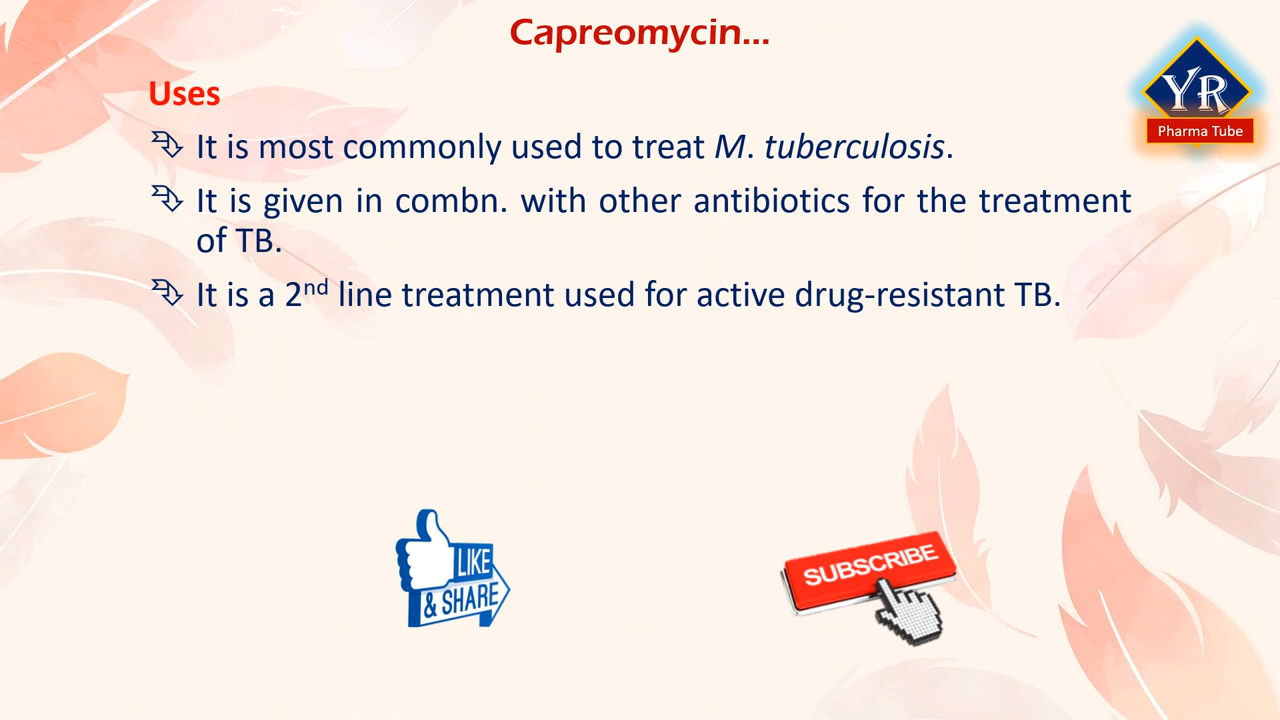 Capreomycin...
YR
Pharma Tube
Uses
It is most commonly used to treat M. tuberculosis.
It is given in combn. with other antibiotics for the treatment
of TB.
It is a 2nd line treatment used for active drug-resistant TB.
LIKE
& SHARE
SUBSCRIBE